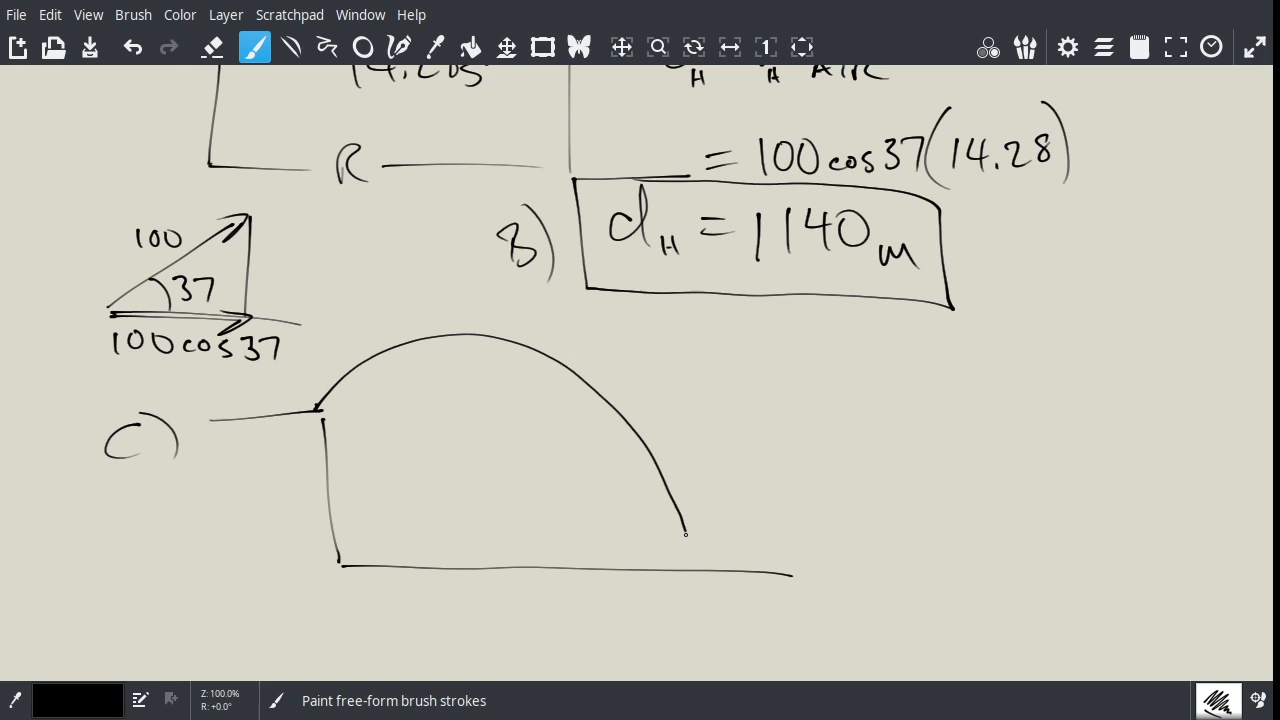 File Edit View Brush Color Layer Scratchpad Window Help
R
= 100cos37(14.28)
B) dH = 1140m
100
37
100cos37
C)
Z: 100.0%
R: +0.0°
Paint free-form brush strokes